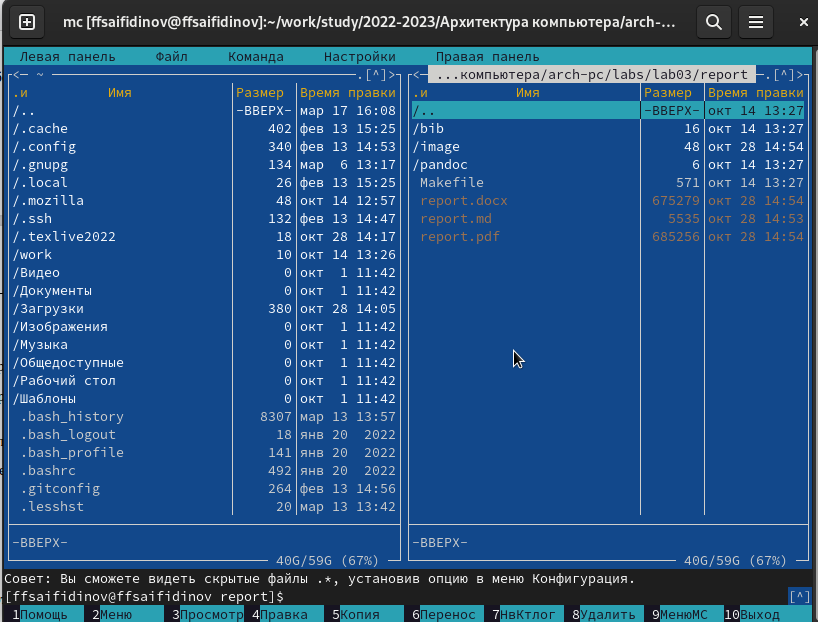 mc [ffsaifidinov@ffsaifidinov]:~/work/study/2022-2023/Архитектура компьютера/arch-...
Левая панель Файл Команда Настройки Правая панель
<- ~ .[^]> <- ...компьютера/arch-pc/labs/lab03/report .[^]>
.и Имя Размер Время правки .и Имя Размер Время правки
/.. -ВВЕРХ- мар 17 16:08 /.. -ВВЕРХ- окт 14 13:27
/.cache 402 фев 13 15:25 /bib 16 окт 14 13:27
/.config 340 фев 13 14:53 /image 48 окт 28 14:54
/.gnupg 134 мар 6 13:17 /pandoc 6 окт 14 13:27
/.local 26 фев 13 15:25 Makefile 571 окт 14 13:27
/.mozilla 48 окт 14 12:57 report.docx 675279 окт 28 14:54
/.ssh 132 фев 13 14:47 report.md 5535 окт 28 14:53
/.texlive2022 18 окт 28 14:17 report.pdf 685256 окт 28 14:54
/work 10 окт 14 13:26
/Видео 0 окт 1 11:42
/Документы 0 окт 1 11:42
/Загрузки 380 окт 28 14:05
/Изображения 0 окт 1 11:42
/Музыка 0 окт 1 11:42
/Общедоступные 0 окт 1 11:42
/Рабочий стол 0 окт 1 11:42
/Шаблоны 0 окт 1 11:42
.bash_history 8307 мар 13 13:57
.bash_logout 18 янв 20 2022
.bash_profile 141 янв 20 2022
.bashrc 492 янв 20 2022
.gitconfig 264 фев 13 14:56
.lesshst 20 мар 13 13:42
-ВВЕРХ- -ВВЕРХ-
40G/59G (67%) 40G/59G (67%)
Совет: Вы сможете видеть скрытые файлы .*, установив опцию в меню Конфигурация.
[ffsaifidinov@ffsaifidinov report]$ [^]
1Помощь 2Меню 3Просмотр 4Правка 5Копия 6Перенос 7НвКтлог 8Удалить 9МенюМС 10Выход